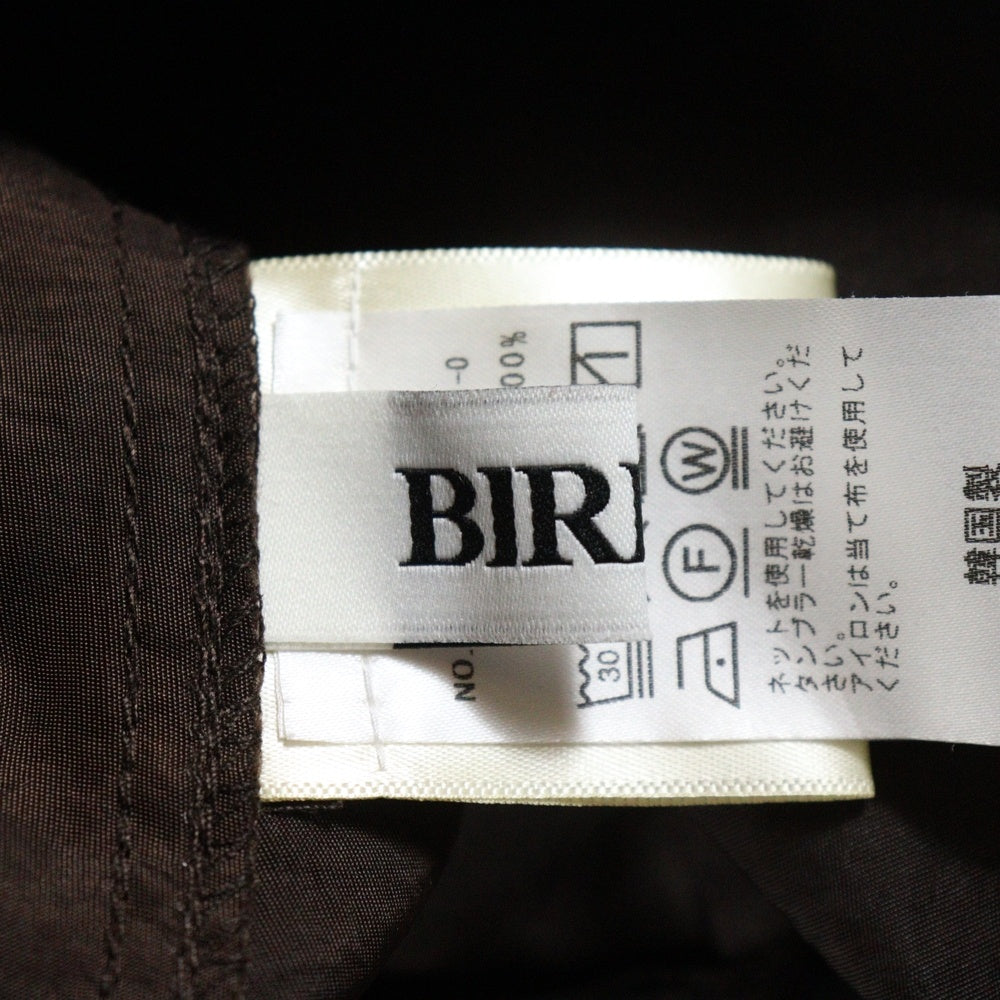 BIR
-0
00%
NO_
30
W
F
ネットを使用してください。
タンブラー乾燥はお避けくだ
さい。
アイロンは当て布を使用して
ください。
韓国製